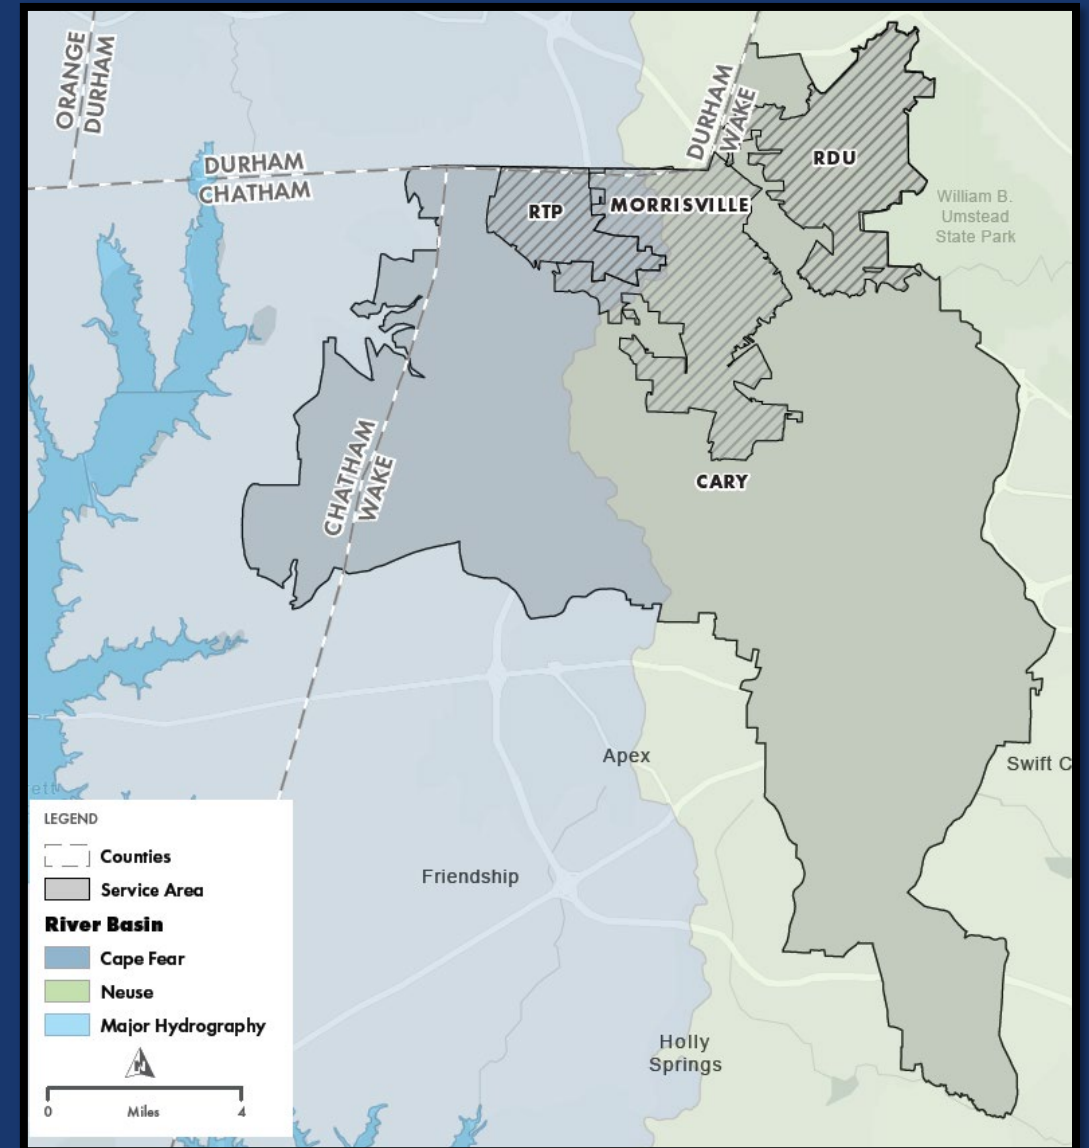 ORANGE
DURHAM
DURHAM
WAKE
RDU
DURHAM
CHATHAM
RTP
MORRISVILLE
William B.
Umstead
State Park
CHATHAM
WAKE
CARY
Apex
Swift C
ett
Friendship
LEGEND
Counties
Service Area
River Basin
Cape Fear
Neuse
Major Hydrography
N
0 Miles 4
Holly
Springs